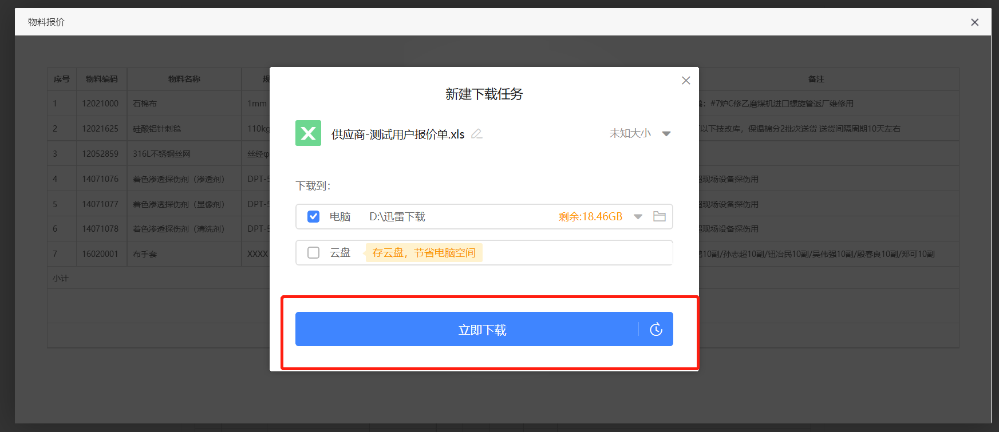 物料报价
序号 物料编码 物料名称 规 备注
1 12021000 石棉布 1mm : #7炉C修乙磨煤机进口螺旋管返厂维修用
2 12021625 硅酸铝针刺毯 110kg 以下技改库，保温棉分2批次送货 送货间隔周期10天左右
3 12052859 316L不锈钢丝网 丝经φ
4 14071076 着色渗透探伤剂（渗透剂） DPT-5 现场设备探伤用
5 14071077 着色渗透探伤剂（显像剂） DPT-5 现场设备探伤用
6 14071078 着色渗透探伤剂（清洗剂） DPT-5 现场设备探伤用
7 16020001 布手套 XXXX 10副/孙志超10副/钮冶民10副/吴伟强10副/殷春良10副/郑可10副
小计
新建下载任务
供应商-测试用户报价单.xls 未知大小
下载到：
电脑 D:\迅雷下载 剩余:18.46GB
云盘 存云盘，节省电脑空间
立即下载